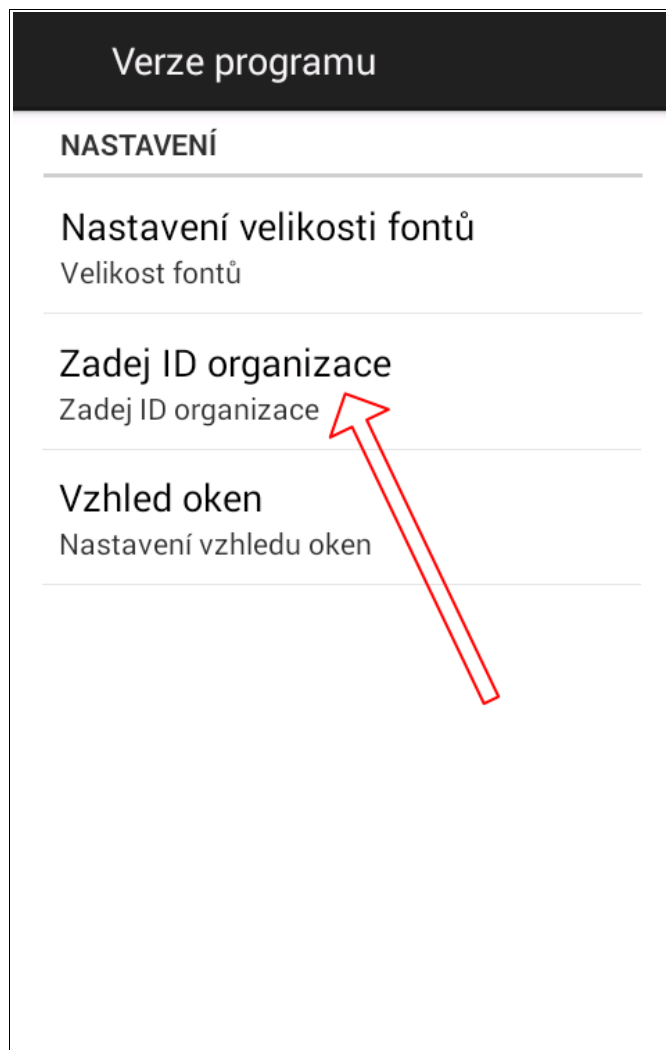 Verze programu
NASTAVENÍ
Nastavení velikosti fontů
Velikost fontů
Zadej ID organizace
Zadej ID organizace
Vzhled oken
Nastavení vzhledu oken